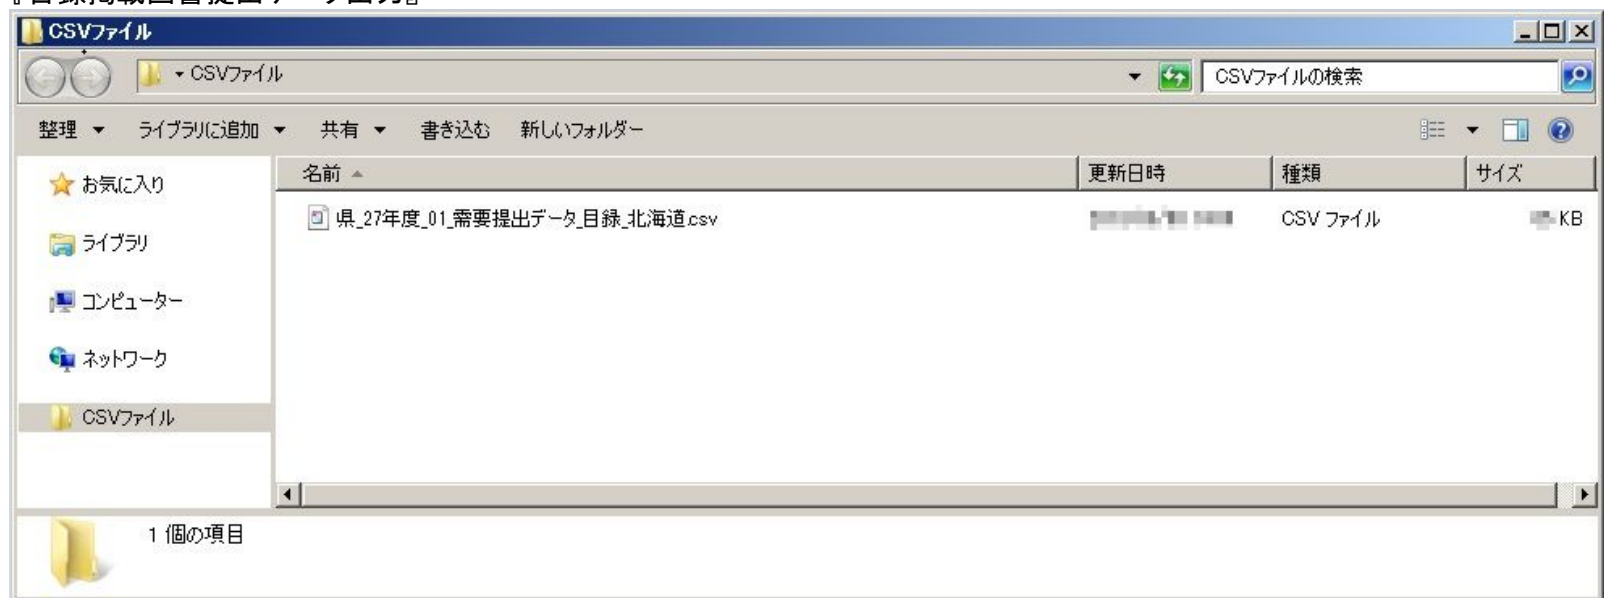 CSVファイル
CSVファイル
CSVファイルの検索
整理 ライブラリに追加 共有 書き込む 新しいフォルダー
名前 更新日時 種類 サイズ
お気に入り
県_27年度_01_需要提出データ_目録_北海道.csv CSV ファイル KB
ライブラリ
コンピューター
ネットワーク
CSVファイル
1 個の項目